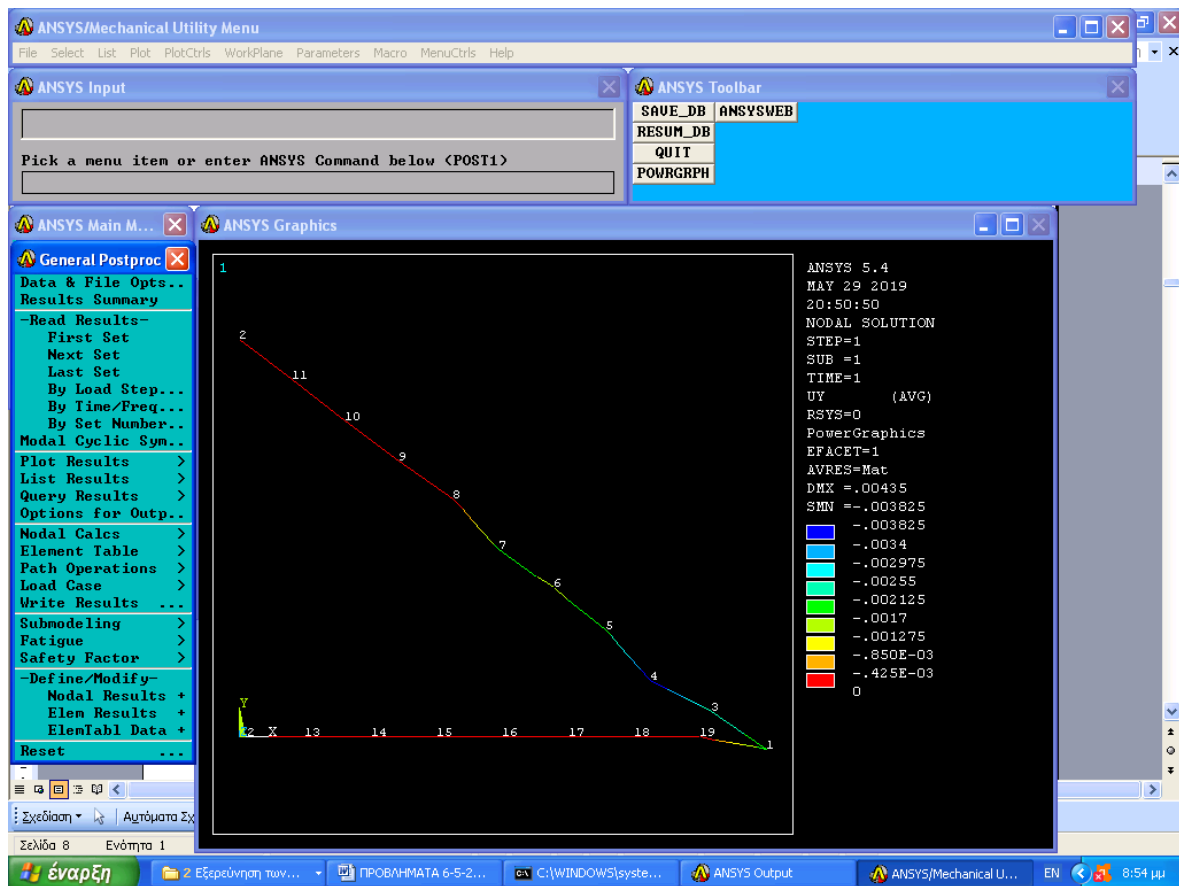 ANSYS/Mechanical Utility Menu
File Select List Plot PlotCtrls WorkPlane Parameters Macro MenuCtrls Help
ANSYS Input
Pick a menu item or enter ANSYS Command below (POST1)
ANSYS Toolbar
SAVE_DB ANSYSWEB
RESUM_DB
QUIT
POWRGRPH
ANSYS Main M...
General Postproc
Data & File Opts..
Results Summary
-Read Results-
First Set
Next Set
Last Set
By Load Step...
By Time/Freq...
By Set Number..
Modal Cyclic Sym..
Plot Results >
List Results >
Query Results >
Options for Outp..
Nodal Calcs >
Element Table >
Path Operations >
Load Case >
Write Results ...
Submodeling >
Fatigue >
Safety Factor >
-Define/Modify-
Nodal Results +
Elem Results +
ElemTabl Data +
Reset ...
ANSYS Graphics
1
2
11
10
9
8
7
6
5
4
3
1
Y
12 X 13 14 15 16 17 18 19
ANSYS 5.4
MAY 29 2019
20:50:50
NODAL SOLUTION
STEP=1
SUB =1
TIME=1
UY (AVG)
RSYS=0
PowerGraphics
EFACET=1
AVRES=Mat
DMX =.00435
SMN =-.003825
-.003825
-.0034
-.002975
-.00255
-.002125
-.0017
-.001275
-.850E-03
-.425E-03
0
Σχεδίαση Αυτόματα Σχ
Σελίδα 8 Ενότητα 1
έναρξη
2 Εξερεύνηση των...
ΠΡΟΒΛΗΜΑΤΑ 6-5-2...
C:\WINDOWS\syste...
ANSYS Output
ANSYS/Mechanical U...
EN
8:54 μμ